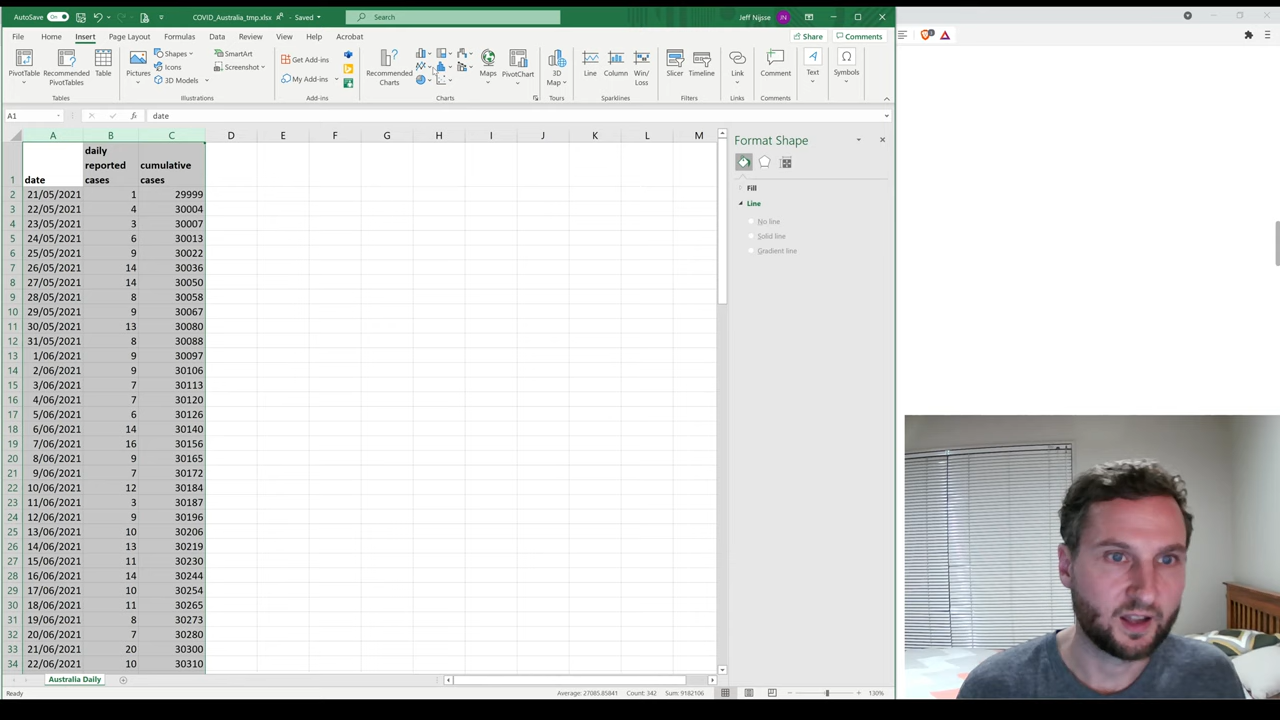 AutoSave On COVID_Australia_tmp.xlsx Saved Search Jeff Nijsse JN
File Home Insert Page Layout Formulas Data Review View Help Acrobat Share Comments
PivotTable Recommended PivotTables Table Pictures Shapes Icons 3D Models SmartArt Screenshot Get Add-ins My Add-ins Recommended Charts Maps PivotChart 3D Map Line Column Win/Loss Slicer Timeline Link Comment Text Symbols
Tables Illustrations Add-ins Charts Tours Sparklines Filters Links Comments
A1 fx date
A B C D E F G H I J K L M
1 date daily reported cases cumulative cases
2 21/05/2021 1 29999
3 22/05/2021 4 30004
4 23/05/2021 3 30007
5 24/05/2021 6 30013
6 25/05/2021 9 30022
7 26/05/2021 14 30036
8 27/05/2021 14 30050
9 28/05/2021 8 30058
10 29/05/2021 9 30067
11 30/05/2021 13 30080
12 31/05/2021 8 30088
13 1/06/2021 9 30097
14 2/06/2021 9 30106
15 3/06/2021 7 30113
16 4/06/2021 7 30120
17 5/06/2021 6 30126
18 6/06/2021 14 30140
19 7/06/2021 16 30156
20 8/06/2021 9 30165
21 9/06/2021 7 30172
22 10/06/2021 12 30184
23 11/06/2021 3 30187
24 12/06/2021 9 30196
25 13/06/2021 10
26 14/06/2021 13
27 15/06/2021 11
28 16/06/2021 14
29 17/06/2021 10
30 18/06/2021 11
31 19/06/2021 8
32 20/06/2021 7
33 21/06/2021 20 30300
34 22/06/2021 10 30310
Format Shape
Fill
Line
No line
Solid line
Gradient line
Australia Daily
Ready Average: 27085.85841 Count: 342 Sum: 9182106 130%